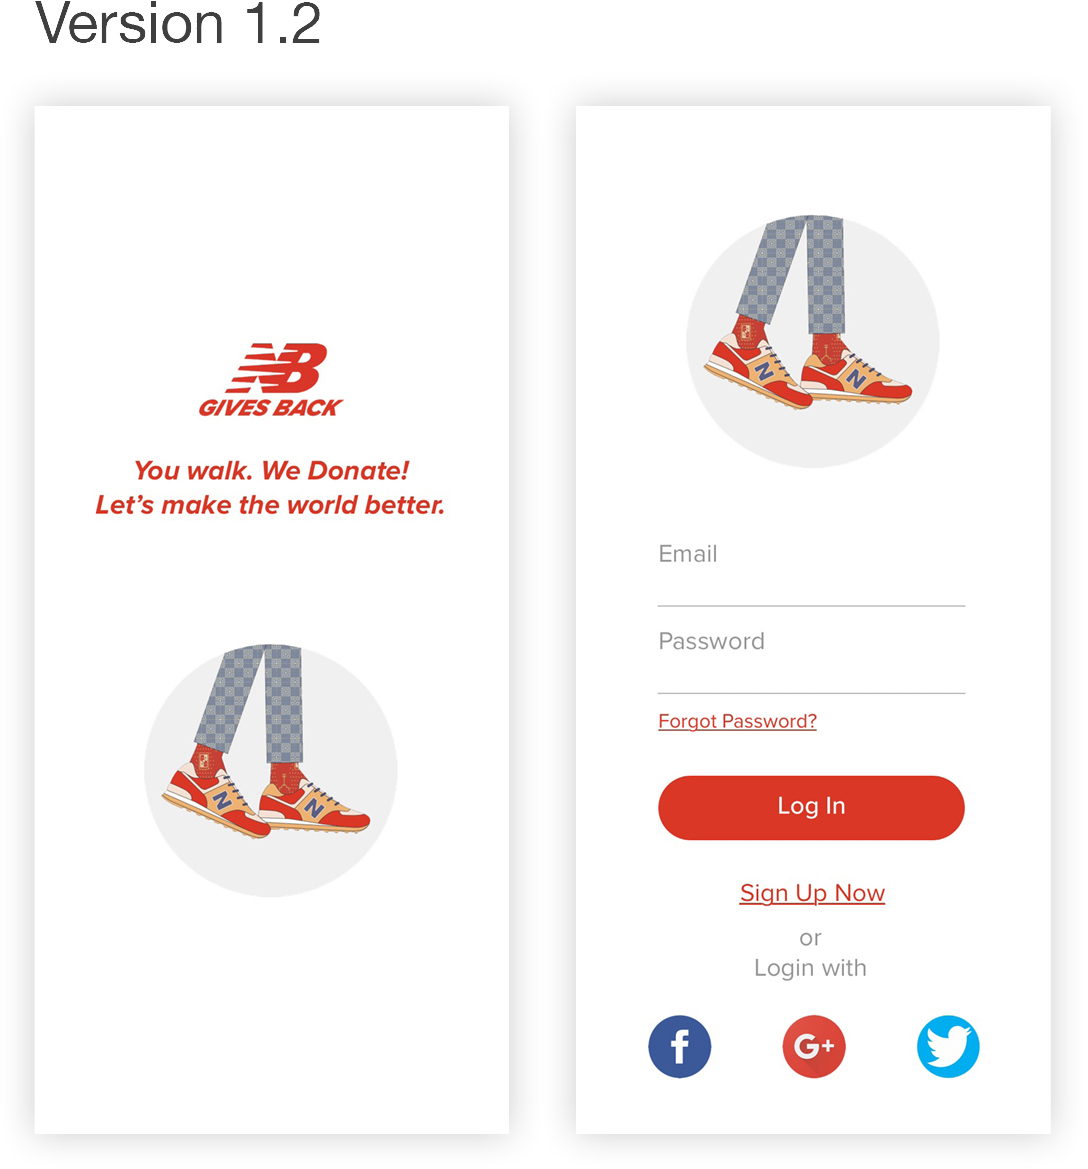 Version 1.2
NB
GIVES BACK
You walk. We Donate!
Let's make the world better.
N
N
N
N
Email
Password
Forgot Password?
Log In
Sign Up Now
or
Login with
f
G+